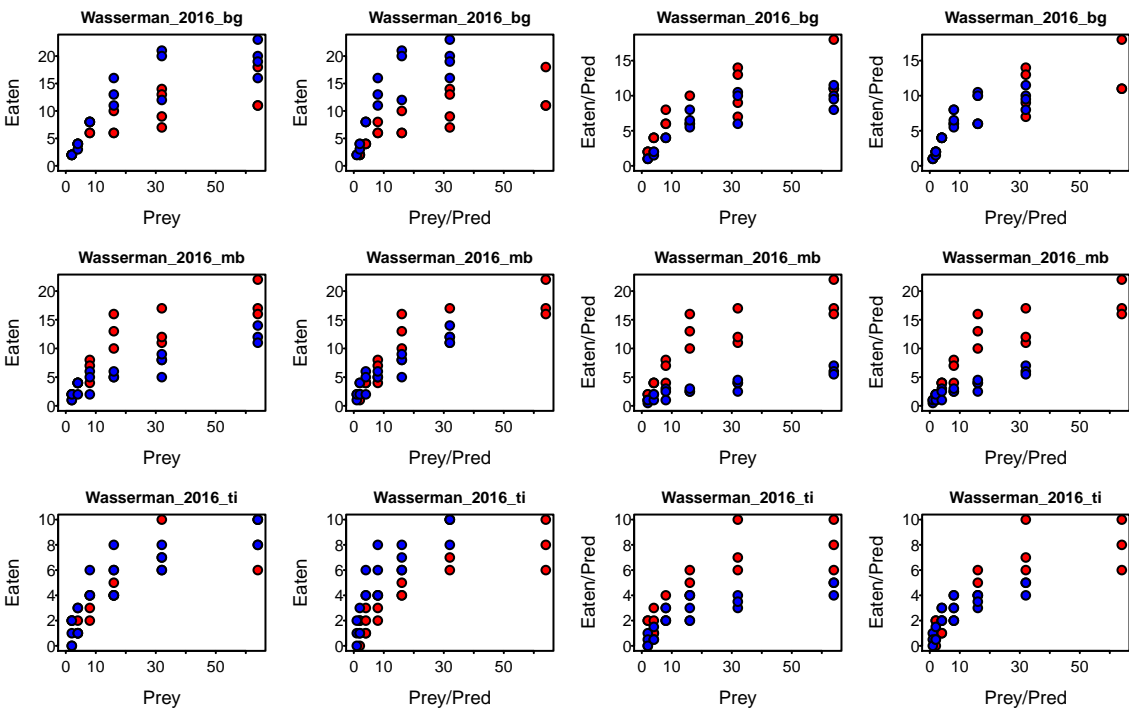 Wasserman_2016_bg Wasserman_2016_bg Wasserman_2016_bg Wasserman_2016_bg
Eaten 0 5 10 15 20 Eaten 0 5 10 15 20 Eaten/Pred 0 5 10 15 Eaten/Pred 0 5 10 15
0 10 30 50 0 10 30 50 0 10 30 50 0 10 30 50
Prey Prey/Pred Prey Prey/Pred
Wasserman_2016_mb Wasserman_2016_mb Wasserman_2016_mb Wasserman_2016_mb
Eaten 0 5 10 15 20 Eaten 0 5 10 15 20 Eaten/Pred 0 5 10 15 20 Eaten/Pred 0 5 10 15 20
0 10 30 50 0 10 30 50 0 10 30 50 0 10 30 50
Prey Prey/Pred Prey Prey/Pred
Wasserman_2016_ti Wasserman_2016_ti Wasserman_2016_ti Wasserman_2016_ti
Eaten 0 2 4 6 8 10 Eaten 0 2 4 6 8 10 Eaten/Pred 0 2 4 6 8 10 Eaten/Pred 0 2 4 6 8 10
0 10 30 50 0 10 30 50 0 10 30 50 0 10 30 50
Prey Prey/Pred Prey Prey/Pred